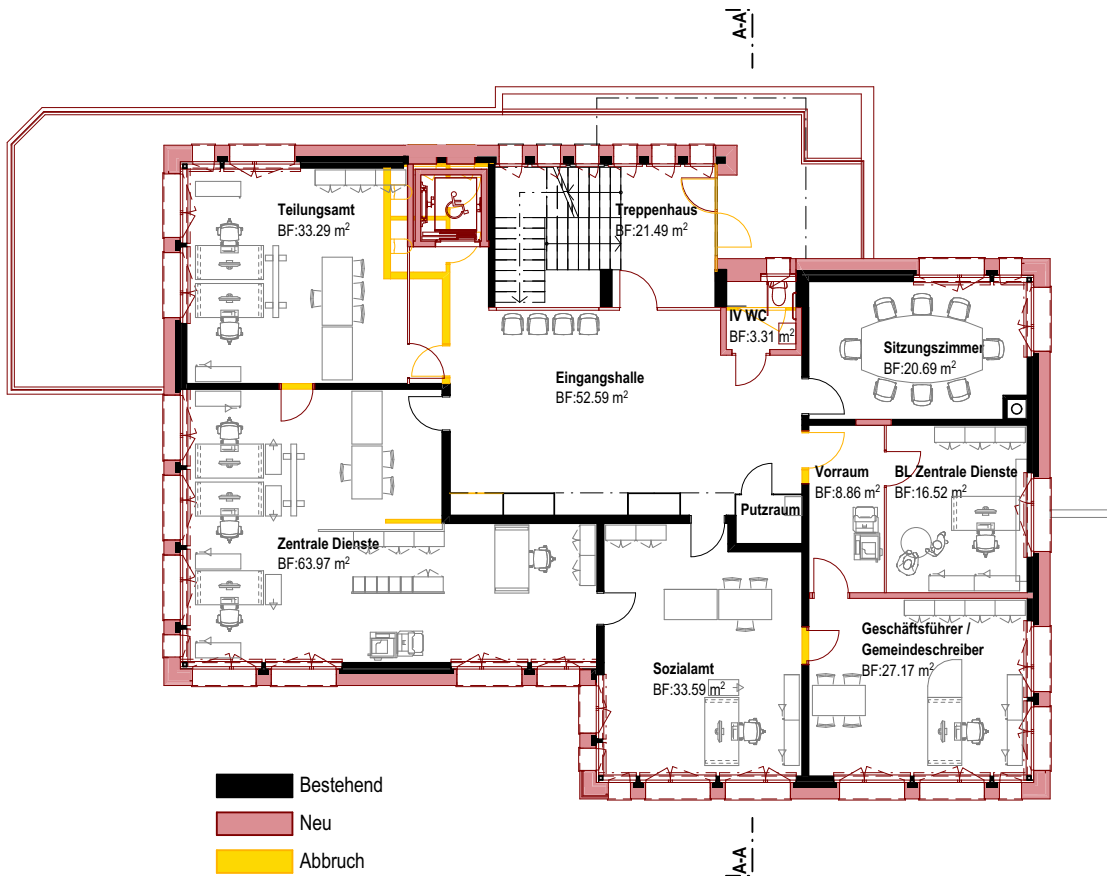 A-A
Teilungsamt
BF:33.29 m²
Treppenhaus
BF:21.49 m²
IV WC
BF:3.31 m²
Sitzungszimmer
BF:20.69 m²
Eingangshalle
BF:52.59 m²
Vorraum
BF:8.86 m²
BL Zentrale Dienste
BF:16.52 m²
Putzraum
Zentrale Dienste
BF:63.97 m²
Geschäftsführer /
Gemeindeschreiber
BF:27.17 m²
Sozialamt
BF:33.59 m²
Bestehend
Neu
Abbruch
A-A